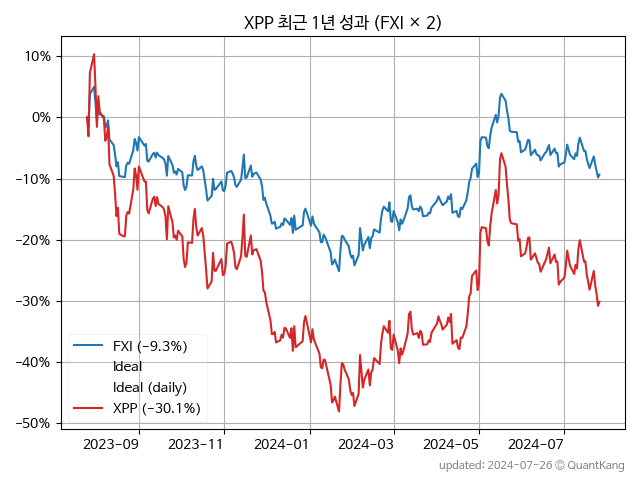 XPP 최근 1년 성과 (FXI × 2)
10%
0%
−10%
−20%
−30%
−40%
−50%
FXI (−9.3%)
Ideal
Ideal (daily)
XPP (−30.1%)
2023−09
2023−11
2024−01
2024−03
2024−05
2024−07
updated: 2024-07-26 © QuantKang